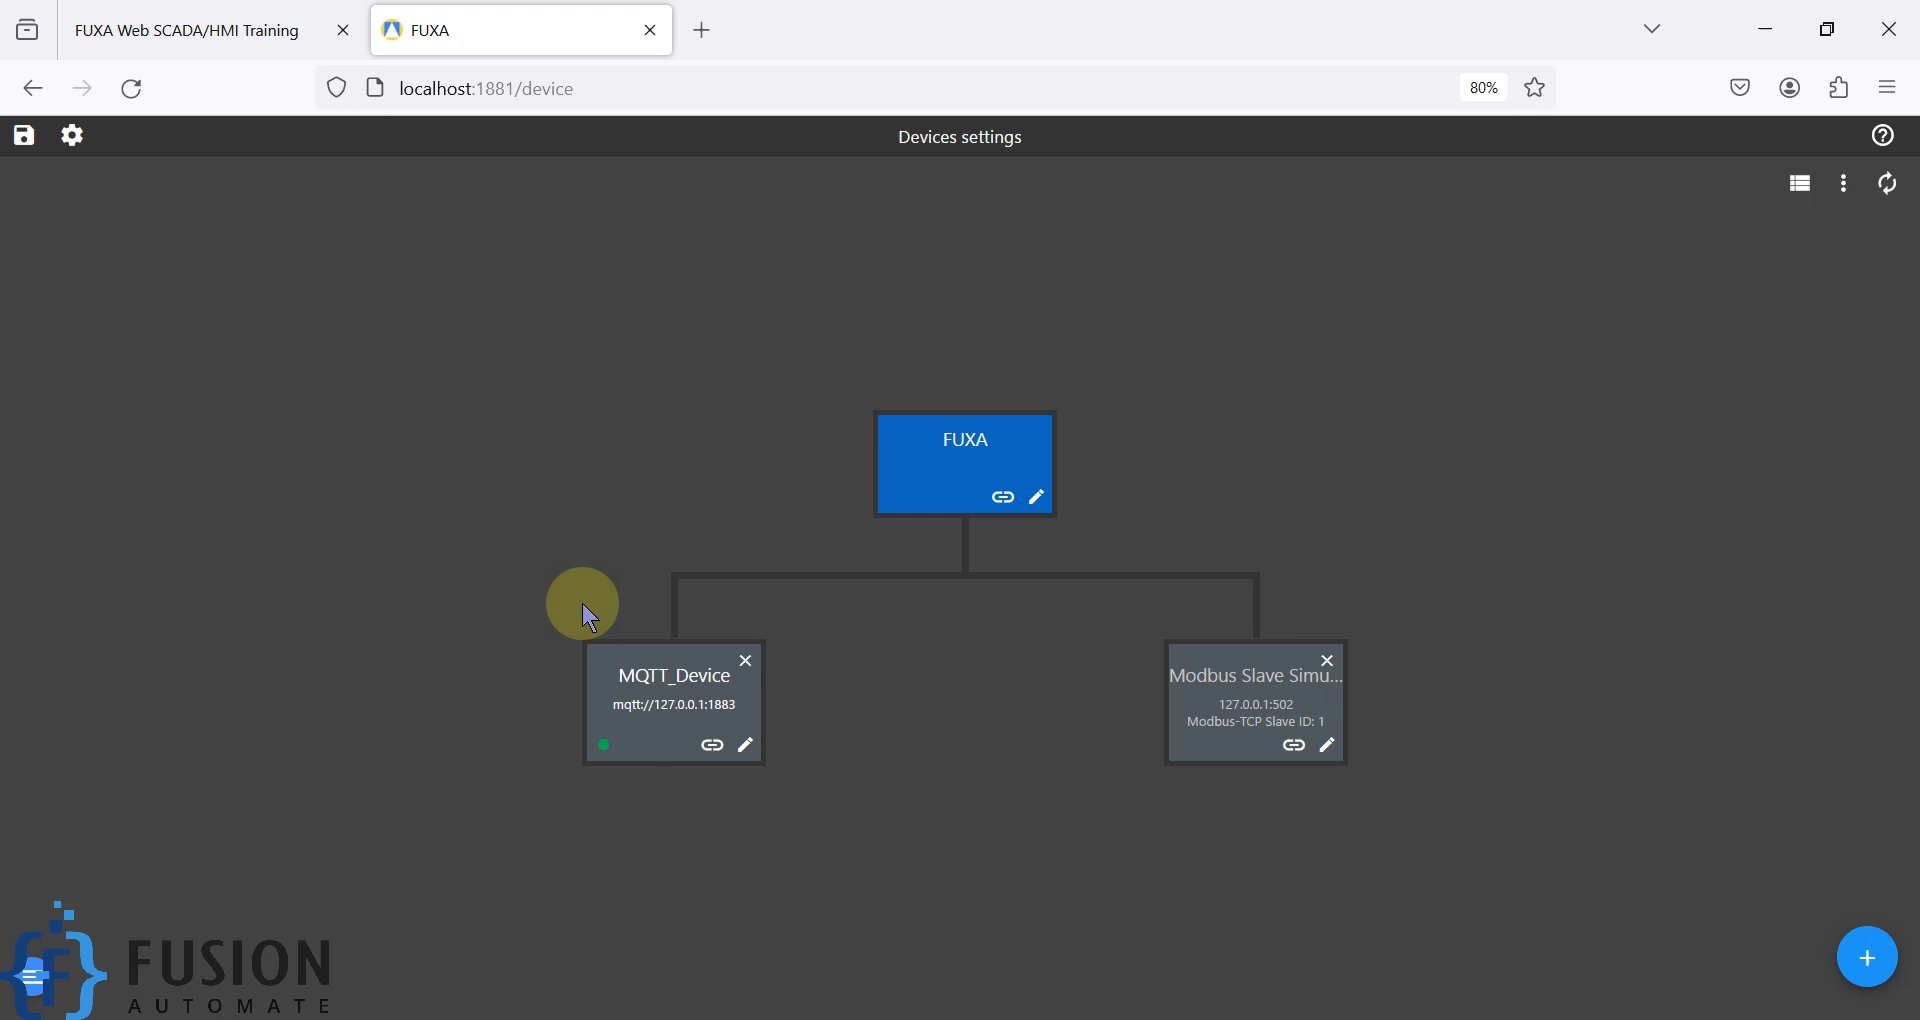 FUXA Web SCADA/HMI Training
FUXA
localhost:1881/device
80%
Devices settings
FUXA
MQTT_Device
mqtt://127.0.0.1:1883
Modbus Slave Simu...
127.0.0.1:502
Modbus-TCP Slave ID: 1
FUSION
AUTOMATE